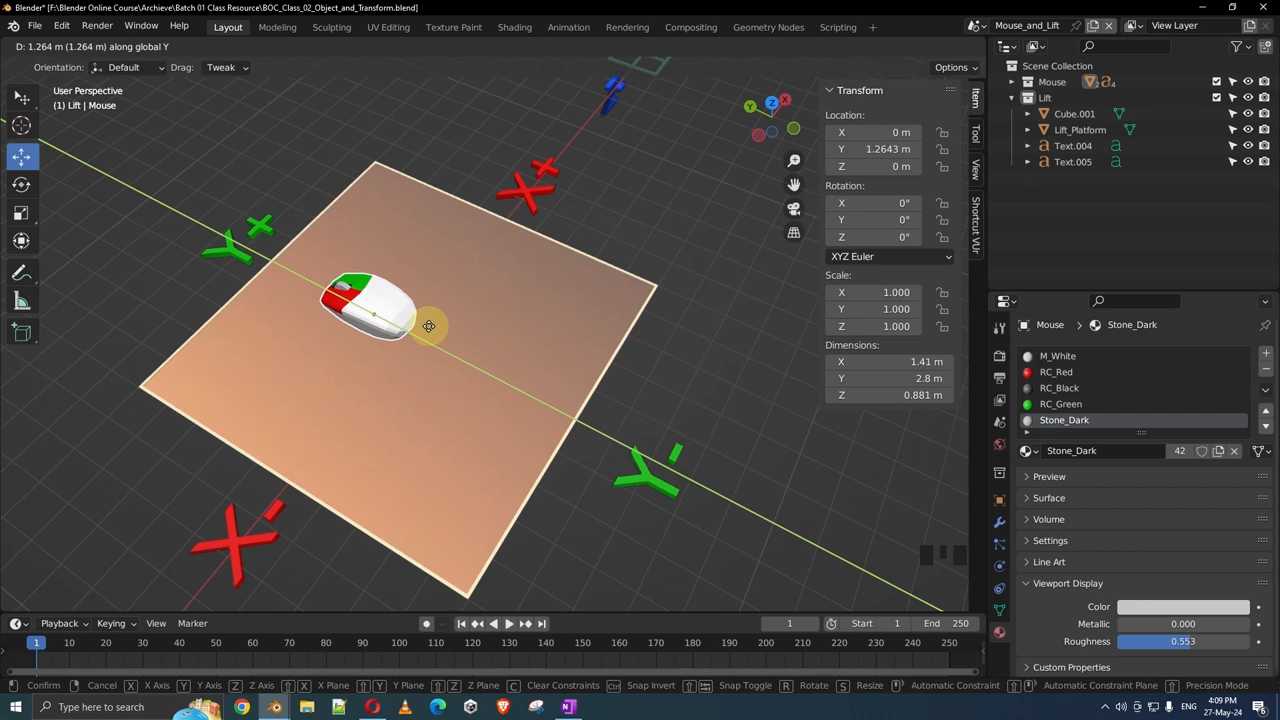 Blender* [F:\Blender Online Course\Archieve\Batch 01 Class Resource\BOC_Class_02_Object_and_Transform.blend]
File Edit Render Window Help Layout Modeling Sculpting UV Editing Texture Paint Shading Animation Rendering Compositing Geometry Nodes Scripting Mouse_and_Lift View Layer
D: 1.264 m (1.264 m) along global Y
Orientation: Default Drag: Tweak Options
User Perspective
(1) Lift | Mouse
X+
Y+
X-
Y-
Y Z X
Transform
Location:
X 0 m
Y 1.2643 m
Z 0 m
Rotation:
X 0°
Y 0°
Z 0°
XYZ Euler
Scale:
X 1.000
Y 1.000
Z 1.000
Dimensions:
X 1.41 m
Y 2.8 m
Z 0.881 m
Item
Tool
View
Shortcut VUr
Scene Collection
Mouse 2 4
Lift
Cube.001
Lift_Platform
Text.004
Text.005
Mouse Stone_Dark
M_White
RC_Red
RC_Black
RC_Green
Stone_Dark
Stone_Dark 42
Preview
Surface
Volume
Settings
Line Art
Viewport Display
Color
Metallic 0.000
Roughness 0.553
Custom Properties
Playback Keying View Marker 1 Start 1 End 250
1 10 20 30 40 50 60 70 80 90 100 110 120 130 140 150 160 170 180 190 200 210 220 230 240 250
Confirm Cancel X X Axis Y Y Axis Z Z Axis X X Plane Y Y Plane Z Z Plane C Clear Constraints Ctrl Snap Invert Snap Toggle R Rotate S Resize Automatic Constraint Automatic Constraint Plane Precision Mode
Type here to search
ENG
4:09 PM
27-May-24